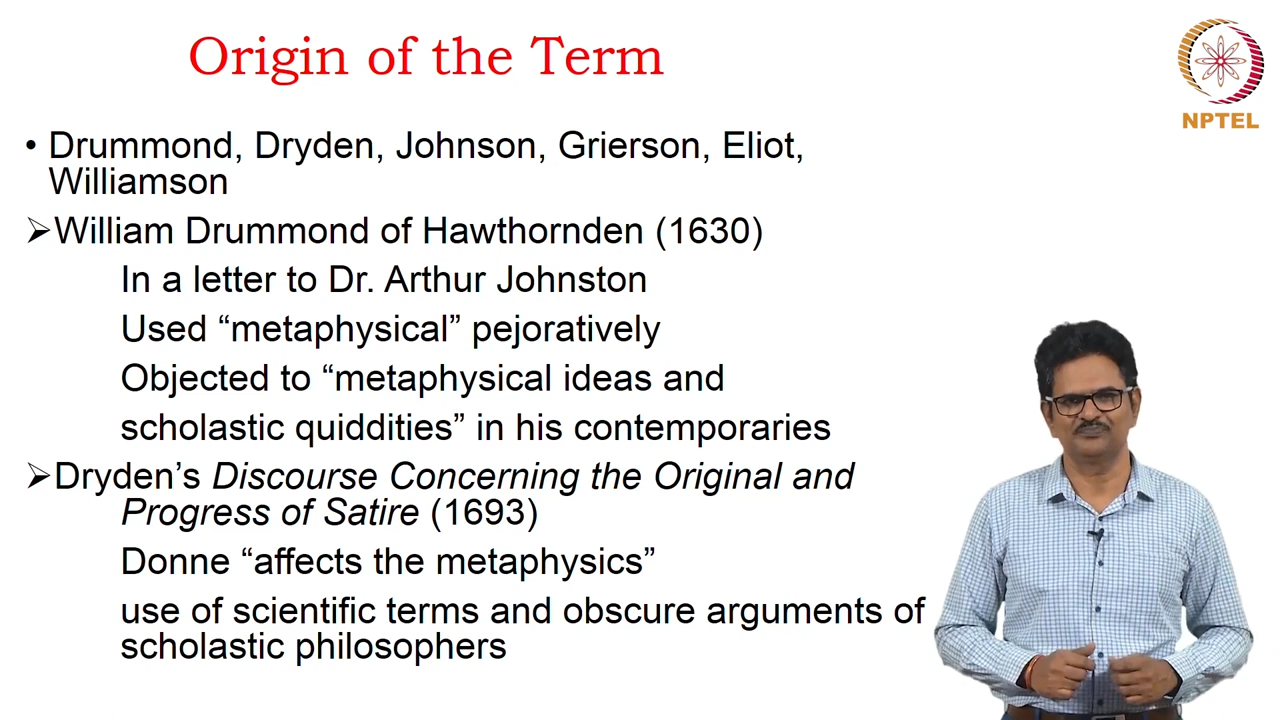 Origin of the Term
NPTEL
• Drummond, Dryden, Johnson, Grierson, Eliot,
Williamson
➢William Drummond of Hawthornden (1630)
In a letter to Dr. Arthur Johnston
Used “metaphysical” pejoratively
Objected to “metaphysical ideas and
scholastic quiddities” in his contemporaries
➢Dryden’s Discourse Concerning the Original and
Progress of Satire (1693)
Donne “affects the metaphysics”
use of scientific terms and obscure arguments of
scholastic philosophers